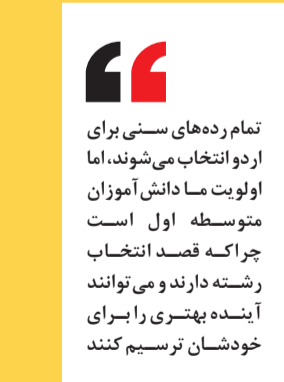 تمام رده‌های سنی برای
اردو انتخاب می‌شوند، اما
اولویت ما دانش‌آموزان
متوسطه اول است
چراکه قصد انتخاب
رشته دارند و می‌توانند
آینده بهتری را برای
خودشان ترسیم کنند